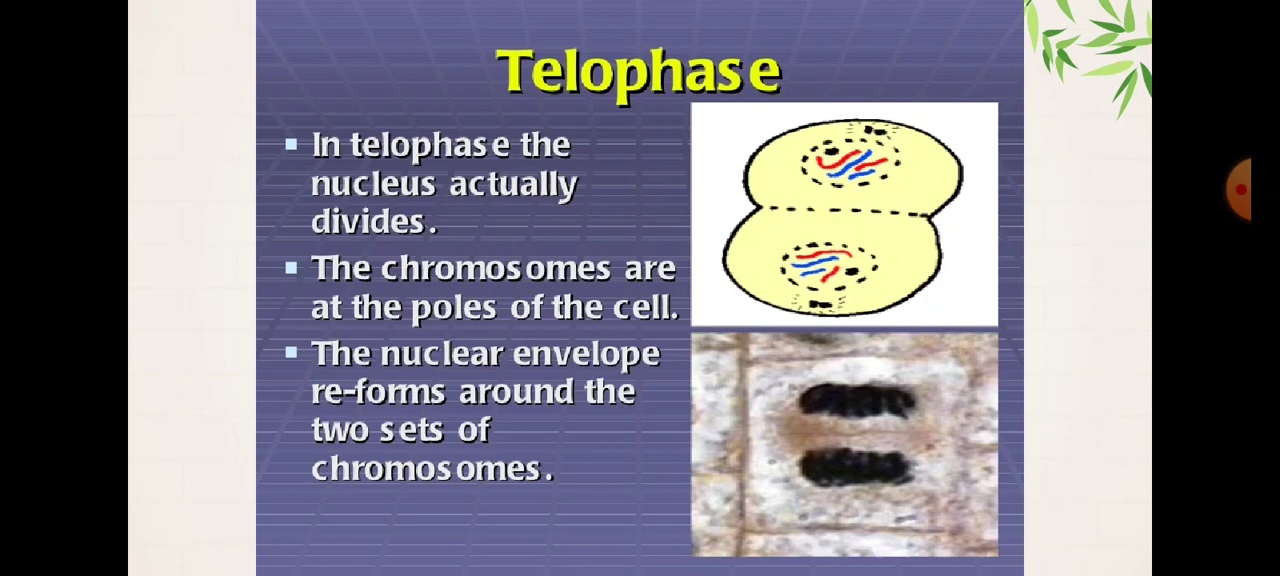 Telophase
In telophase the
nucleus actually
divides.
The chromosomes are
at the poles of the cell.
The nuclear envelope
re-forms around the
two sets of
chromosomes.